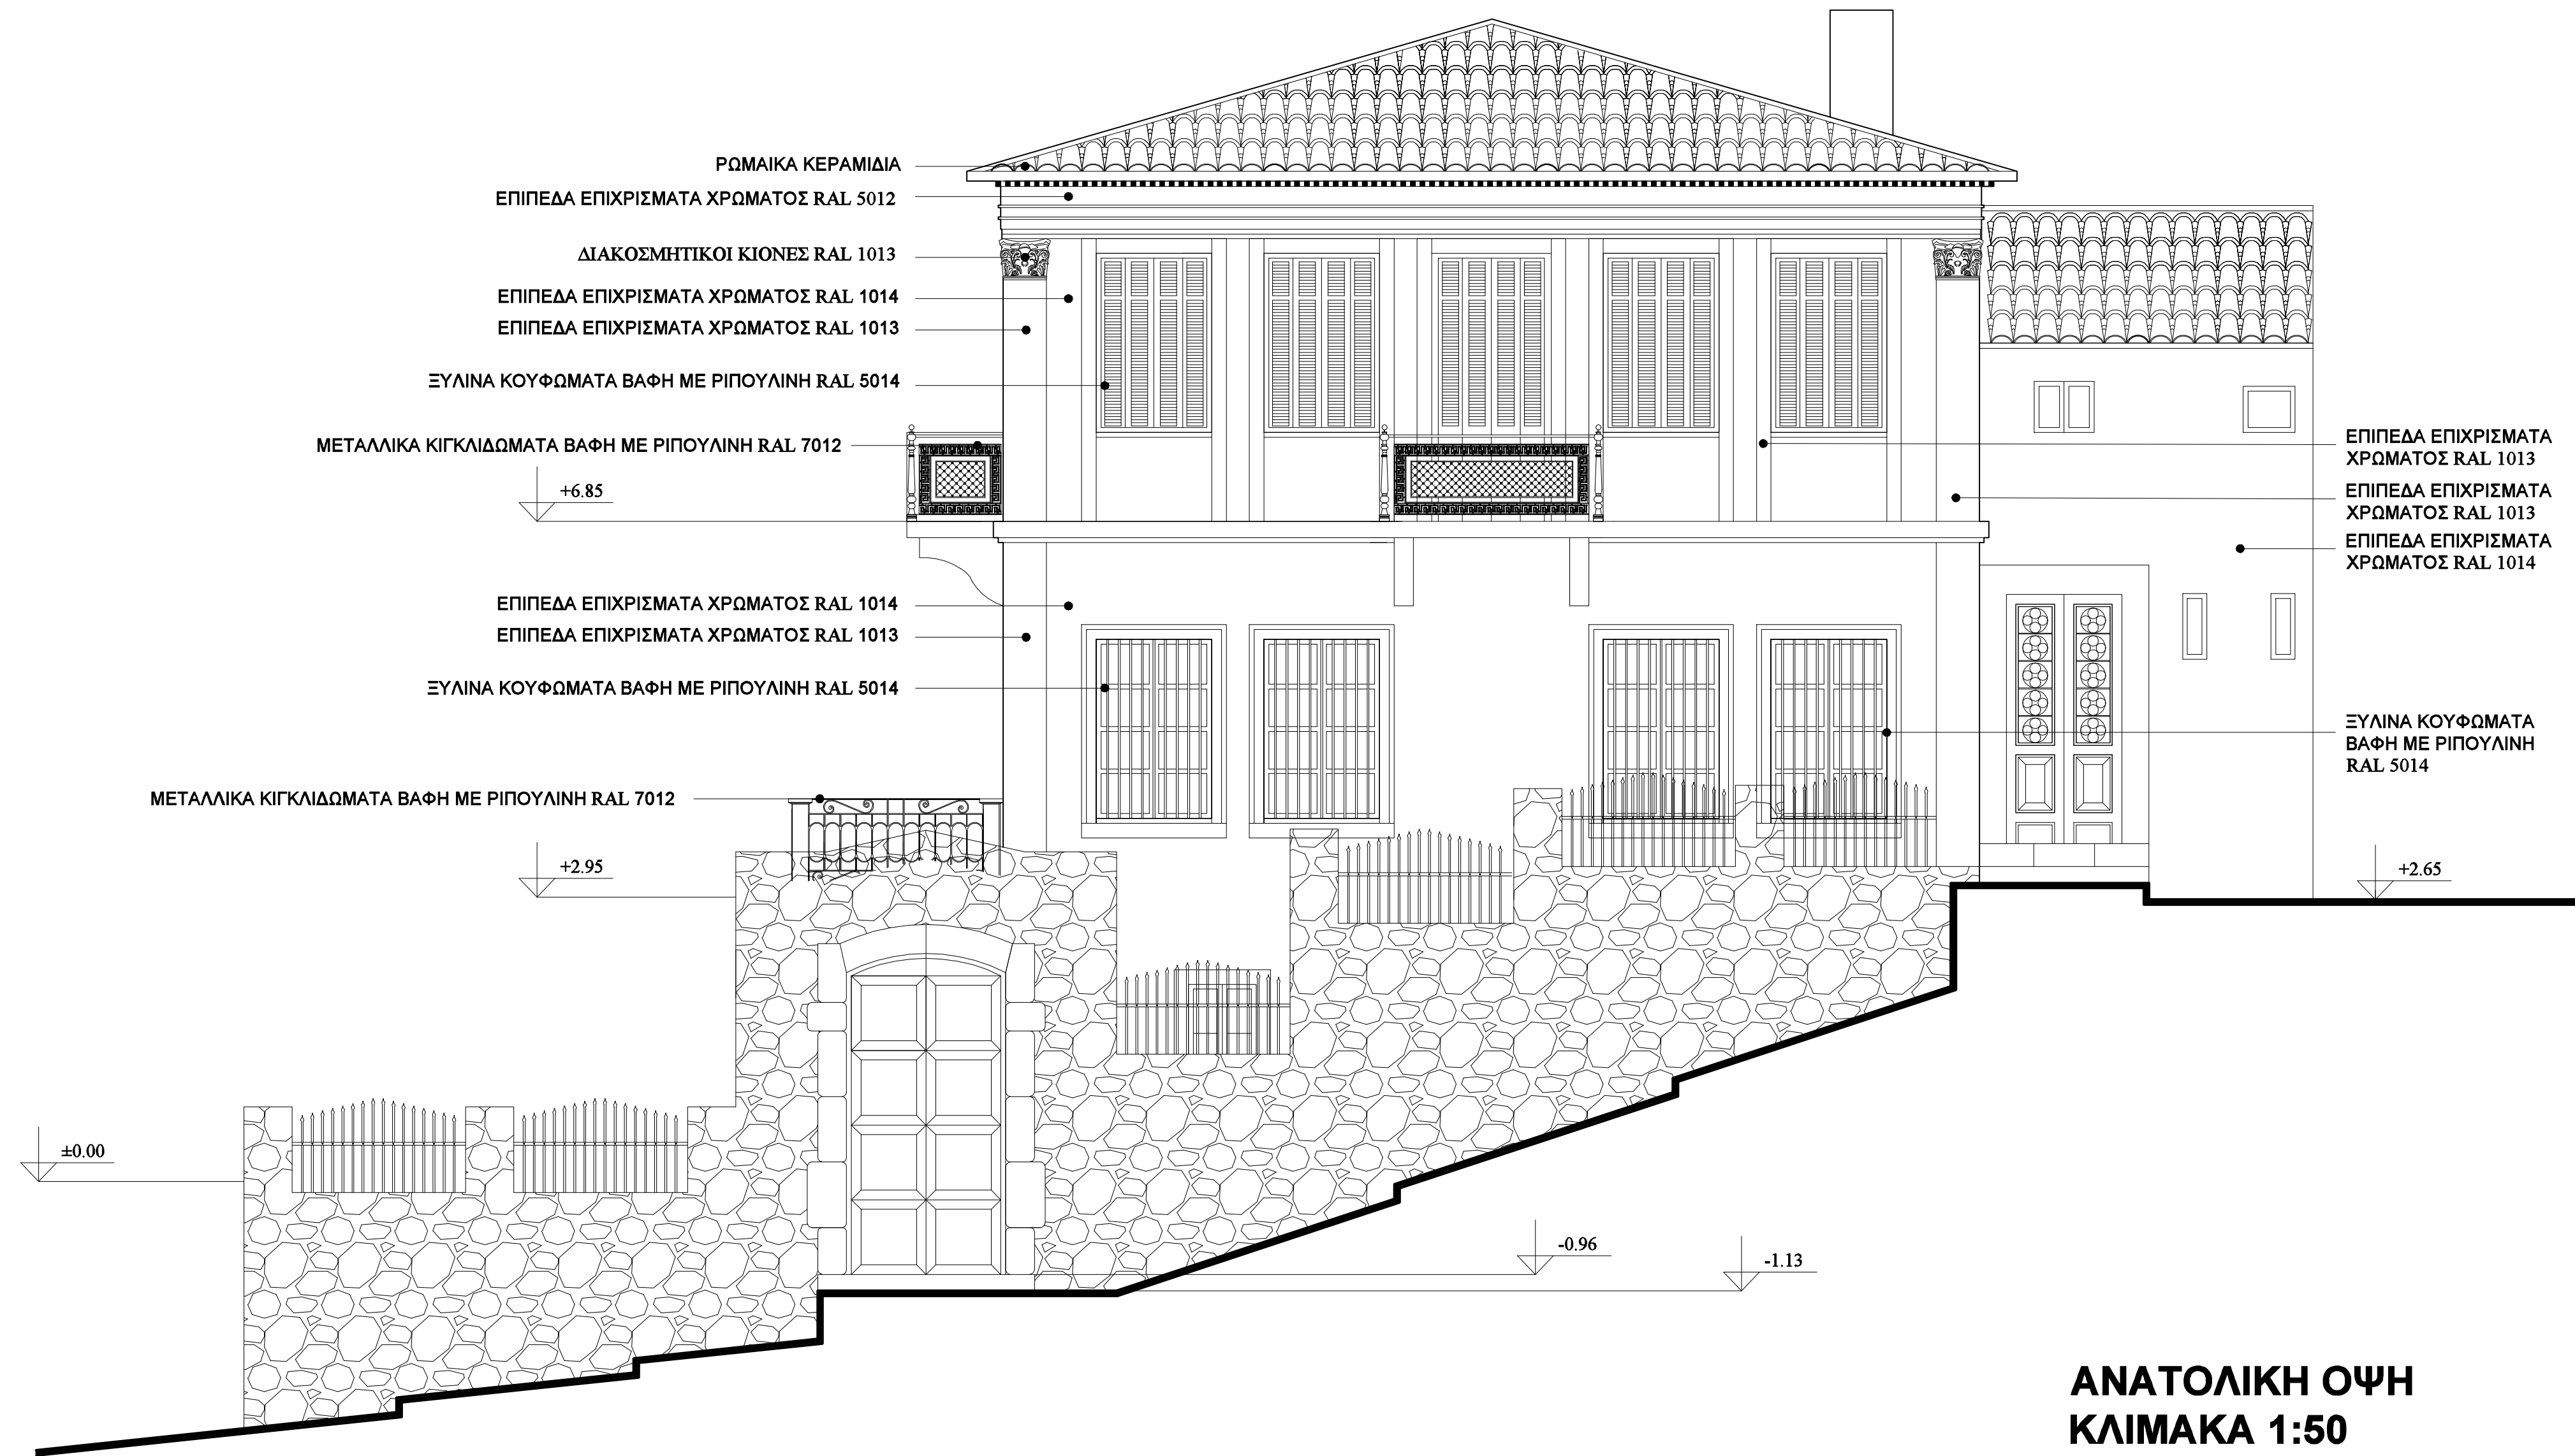 ΡΩΜΑΙΚΑ ΚΕΡΑΜΙΔΙΑ
ΕΠΙΠΕΔΑ ΕΠΙΧΡΙΣΜΑΤΑ ΧΡΩΜΑΤΟΣ RAL 5012
ΔΙΑΚΟΣΜΗΤΙΚΟΙ ΚΙΟΝΕΣ RAL 1013
ΕΠΙΠΕΔΑ ΕΠΙΧΡΙΣΜΑΤΑ ΧΡΩΜΑΤΟΣ RAL 1014
ΕΠΙΠΕΔΑ ΕΠΙΧΡΙΣΜΑΤΑ ΧΡΩΜΑΤΟΣ RAL 1013
ΞΥΛΙΝΑ ΚΟΥΦΩΜΑΤΑ ΒΑΦΗ ΜΕ ΡΙΠΟΥΛΙΝΗ RAL 5014
ΜΕΤΑΛΛΙΚΑ ΚΙΓΚΛΙΔΩΜΑΤΑ ΒΑΦΗ ΜΕ ΡΙΠΟΥΛΙΝΗ RAL 7012
+6.85
ΕΠΙΠΕΔΑ ΕΠΙΧΡΙΣΜΑΤΑ ΧΡΩΜΑΤΟΣ RAL 1014
ΕΠΙΠΕΔΑ ΕΠΙΧΡΙΣΜΑΤΑ ΧΡΩΜΑΤΟΣ RAL 1013
ΞΥΛΙΝΑ ΚΟΥΦΩΜΑΤΑ ΒΑΦΗ ΜΕ ΡΙΠΟΥΛΙΝΗ RAL 5014
ΜΕΤΑΛΛΙΚΑ ΚΙΓΚΛΙΔΩΜΑΤΑ ΒΑΦΗ ΜΕ ΡΙΠΟΥΛΙΝΗ RAL 7012
+2.95
±0.00
ΕΠΙΠΕΔΑ ΕΠΙΧΡΙΣΜΑΤΑ
ΧΡΩΜΑΤΟΣ RAL 1013
ΕΠΙΠΕΔΑ ΕΠΙΧΡΙΣΜΑΤΑ
ΧΡΩΜΑΤΟΣ RAL 1013
ΕΠΙΠΕΔΑ ΕΠΙΧΡΙΣΜΑΤΑ
ΧΡΩΜΑΤΟΣ RAL 1014
ΞΥΛΙΝΑ ΚΟΥΦΩΜΑΤΑ
ΒΑΦΗ ΜΕ ΡΙΠΟΥΛΙΝΗ
RAL 5014
+2.65
-0.96
-1.13
ΑΝΑΤΟΛΙΚΗ ΟΨΗ
ΚΛΙΜΑΚΑ 1:50